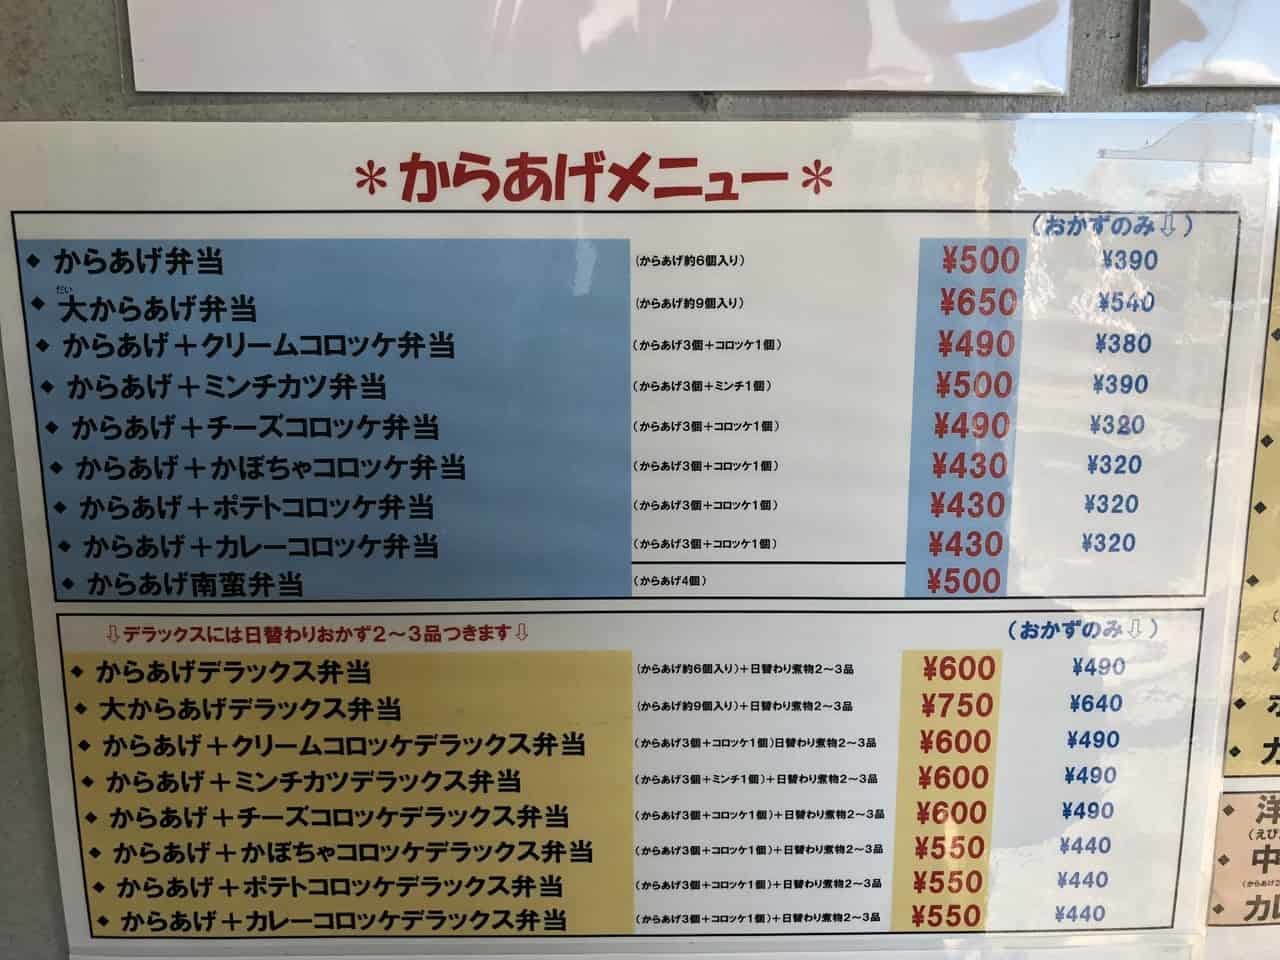 ＊からあげメニュー＊
(おかずのみ⇩)
◆ からあげ弁当 (からあげ約6個入り) ¥500 ¥390
だい
◆ 大からあげ弁当 (からあげ約9個入り) ¥650 ¥540
◆ からあげ＋クリームコロッケ弁当 (からあげ3個＋コロッケ1個) ¥490 ¥380
◆ からあげ＋ミンチカツ弁当 (からあげ3個＋ミンチ1個) ¥500 ¥390
◆ からあげ＋チーズコロッケ弁当 (からあげ3個＋コロッケ1個) ¥490 ¥320
◆ からあげ＋かぼちゃコロッケ弁当 (からあげ3個＋コロッケ1個) ¥430 ¥320
◆ からあげ＋ポテトコロッケ弁当 (からあげ3個＋コロッケ1個) ¥430 ¥320
◆ からあげ＋カレーコロッケ弁当 (からあげ3個＋コロッケ1個) ¥430 ¥320
◆ からあげ南蛮弁当 (からあげ4個) ¥500
⇩デラックスには日替わりおかず2～3品つきます⇩ (おかずのみ⇩)
◆ からあげデラックス弁当 (からあげ約6個入り)＋日替わり煮物2～3品 ¥600 ¥490
◆ 大からあげデラックス弁当 (からあげ約9個入り)＋日替わり煮物2～3品 ¥750 ¥640
◆ からあげ＋クリームコロッケデラックス弁当 (からあげ3個＋コロッケ1個)日替わり煮物2～3品 ¥600 ¥490
◆ からあげ＋ミンチカツデラックス弁当 (からあげ3個＋ミンチ1個)＋日替わり煮物2～3品 ¥600 ¥490
◆ からあげ＋チーズコロッケデラックス弁当 (からあげ3個＋コロッケ1個)＋日替わり煮物2～3品 ¥600 ¥490
◆ からあげ＋かぼちゃコロッケデラックス弁当 (からあげ3個＋コロッケ1個)＋日替わり煮物2～3品 ¥550 ¥440
◆ からあげ＋ポテトコロッケデラックス弁当 (からあげ3個＋コロッケ1個)＋日替わり煮物2～3品 ¥550 ¥440
◆ からあげ＋カレーコロッケデラックス弁当 (からあげ3個＋コロッケ1個)＋日替わり煮物2～3品 ¥550 ¥440
◆ 洋
(えび
◆ 中
(からあげ2
◆ カレ